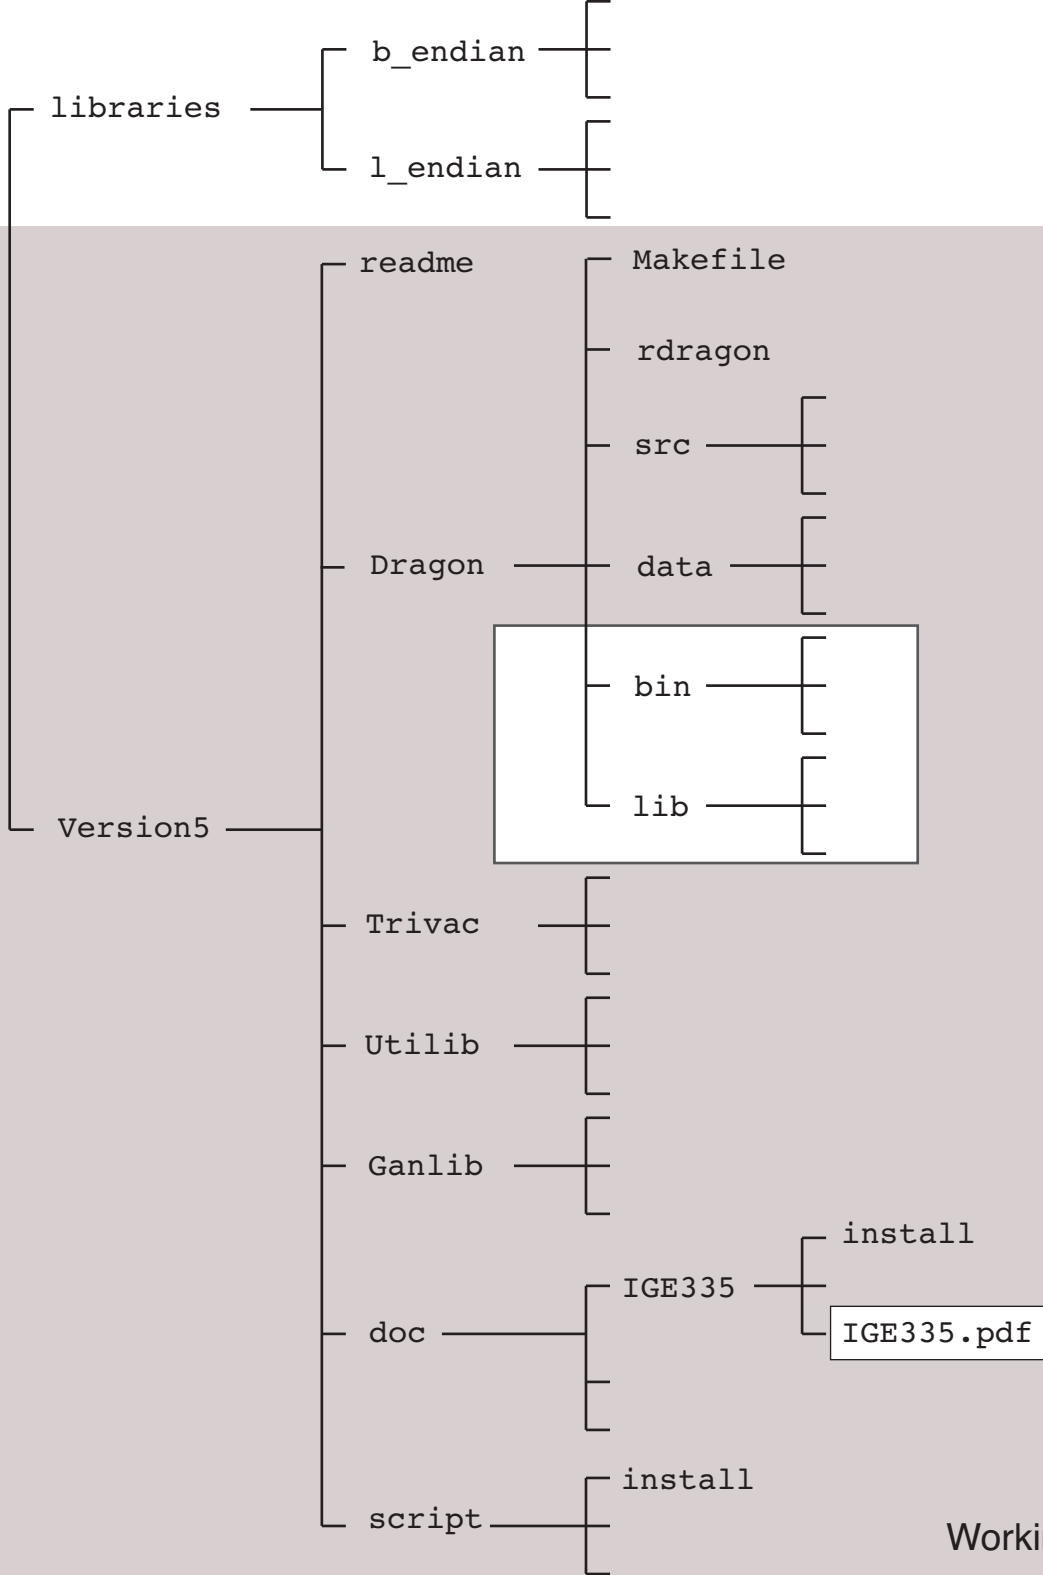 b_endian
libraries
l_endian
readme
Makefile
rdragon
src
Dragon
data
bin
lib
Version5
Trivac
Utilib
Ganlib
install
IGE335
doc
IGE335.pdf
install
script